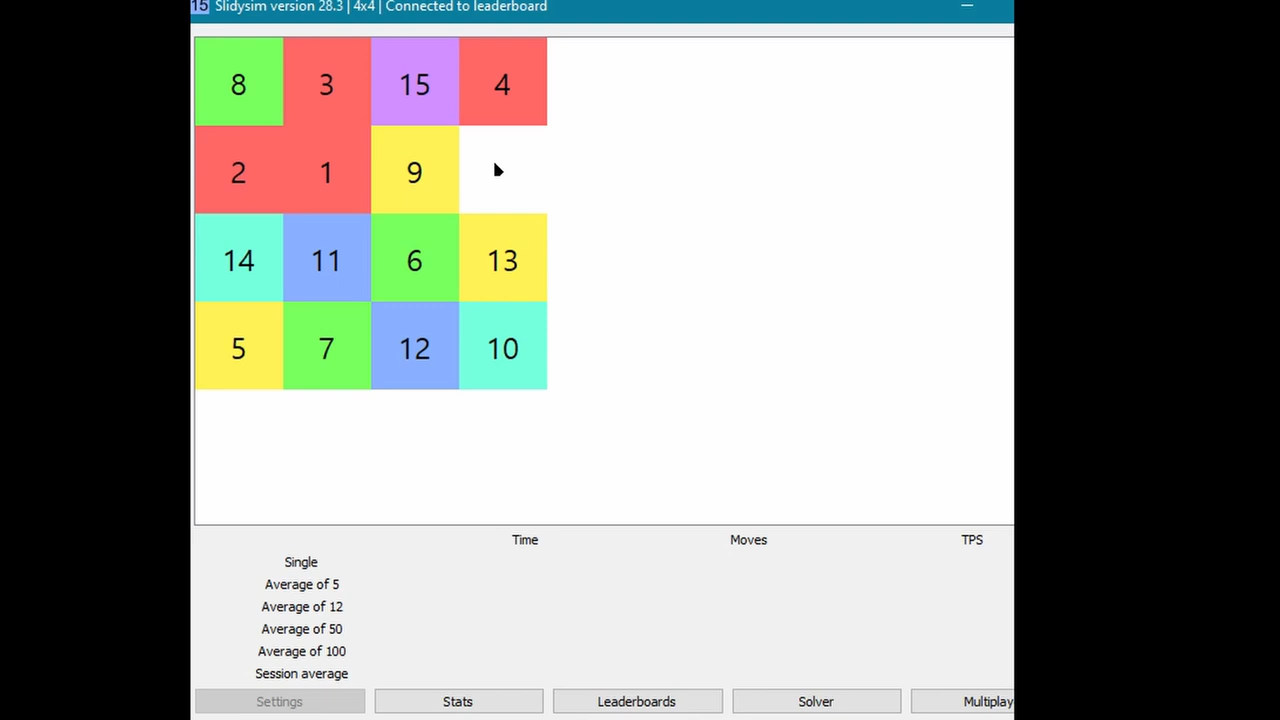 15 Slidysim version 28.3 | 4x4 | Connected to leaderboard
8 3 15 4
2 1 9
14 11 6 13
5 7 12 10
Time Moves TPS
Single
Average of 5
Average of 12
Average of 50
Average of 100
Session average
Settings Stats Leaderboards Solver Multiplay